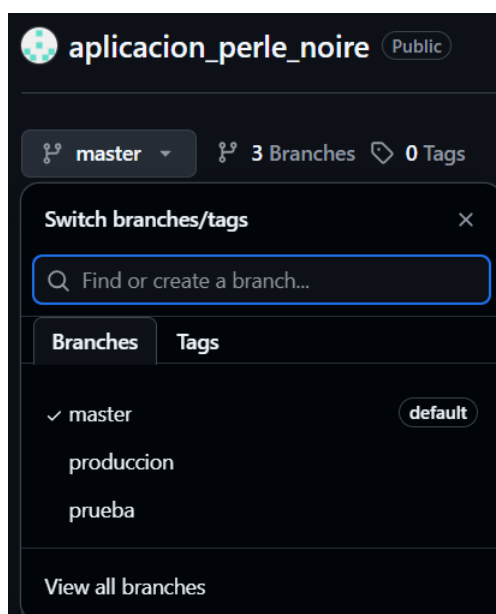 aplicacion_perle_noire Public
master 3 Branches 0 Tags
Switch branches/tags
Find or create a branch...
Branches Tags
master default
produccion
prueba
View all branches